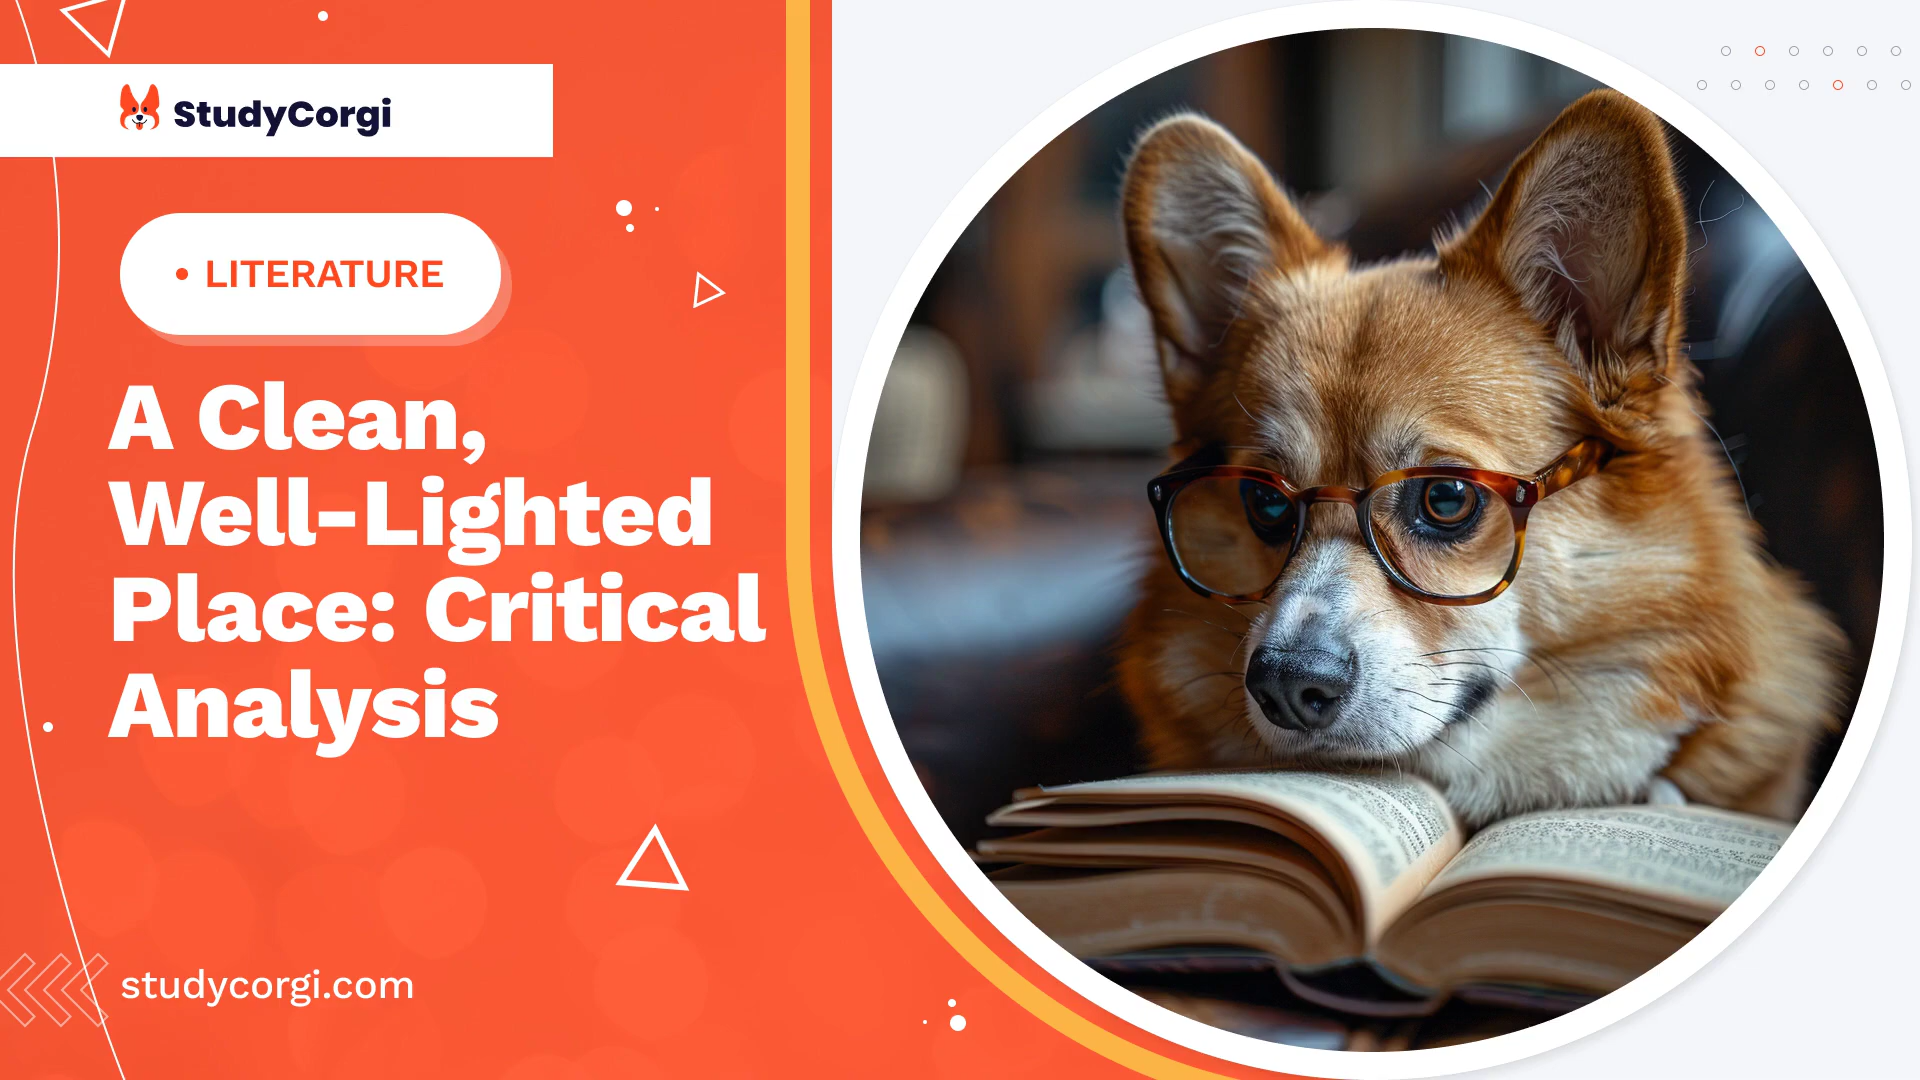 StudyCorgi
• LITERATURE
A Clean,
Well-Lighted
Place: Critical
Analysis
studycorgi.com